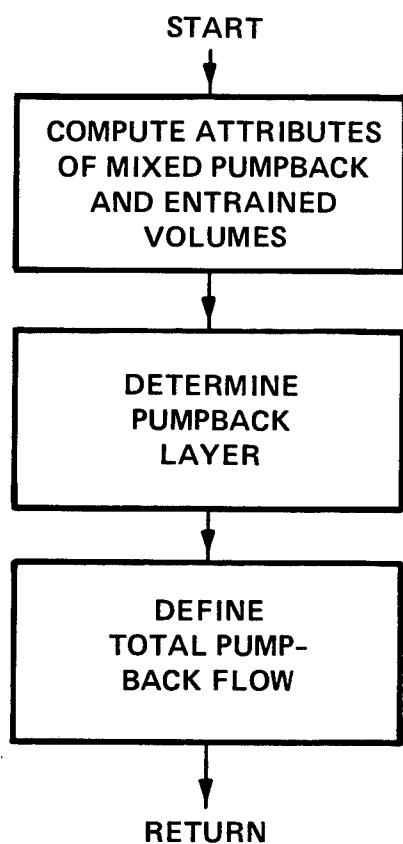 START
COMPUTE ATTRIBUTES
OF MIXED PUMPBACK
AND ENTRAINED
VOLUMES
DETERMINE
PUMPBACK
LAYER
DEFINE
TOTAL PUMP-
BACK FLOW
RETURN